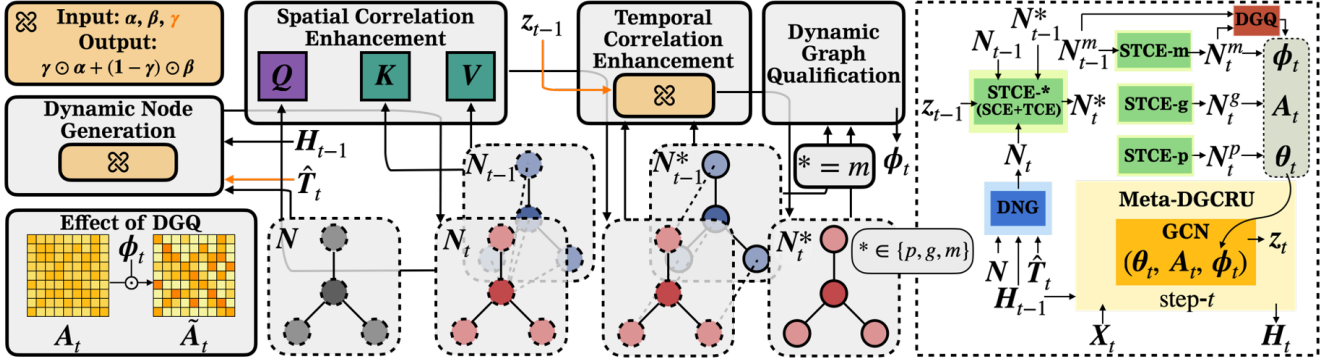 Input: α, β, γ
Output:
γ ⊙ α + (1 − γ) ⊙ β
Dynamic Node
Generation
Effect of DGQ
ϕ_t
⊙
A_t
Ã_t
Spatial Correlation
Enhancement
Q
K
V
H_{t−1}
T̂_t
N
N_{t−1}
N_t
z_{t−1}
Temporal
Correlation
Enhancement
N^*_{t−1}
Dynamic
Graph
Qualification
* = m
ϕ_t
N^*_t
* ∈ {p, g, m}
N_{t−1}
N^*_{t−1}
z_{t−1}
STCE-*
(SCE+TCE)
N^*_t
N_t
DNG
N
T̂_t
H_{t−1}
N^m_{t−1}
DGQ
STCE-m
N^m_t
ϕ_t
STCE-g
N^g_t
A_t
STCE-p
N^p_t
θ_t
Meta-DGCRU
GCN
(θ_t, A_t, ϕ_t)
z_t
step-t
X_t
H_t